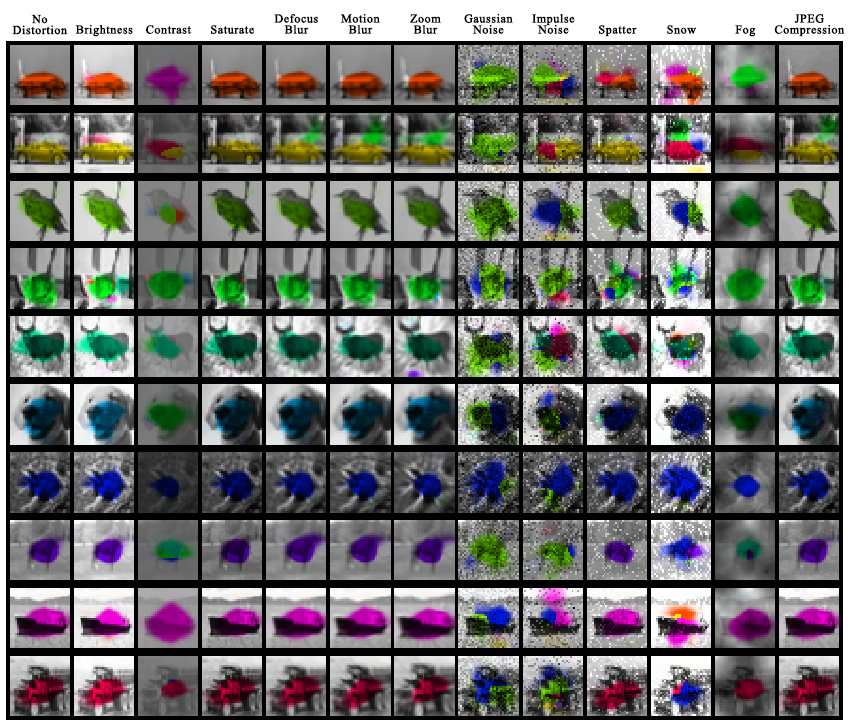 No Distortion
Brightness
Contrast
Saturate
Defocus Blur
Motion Blur
Zoom Blur
Gaussian Noise
Impulse Noise
Spatter
Snow
Fog
JPEG Compression